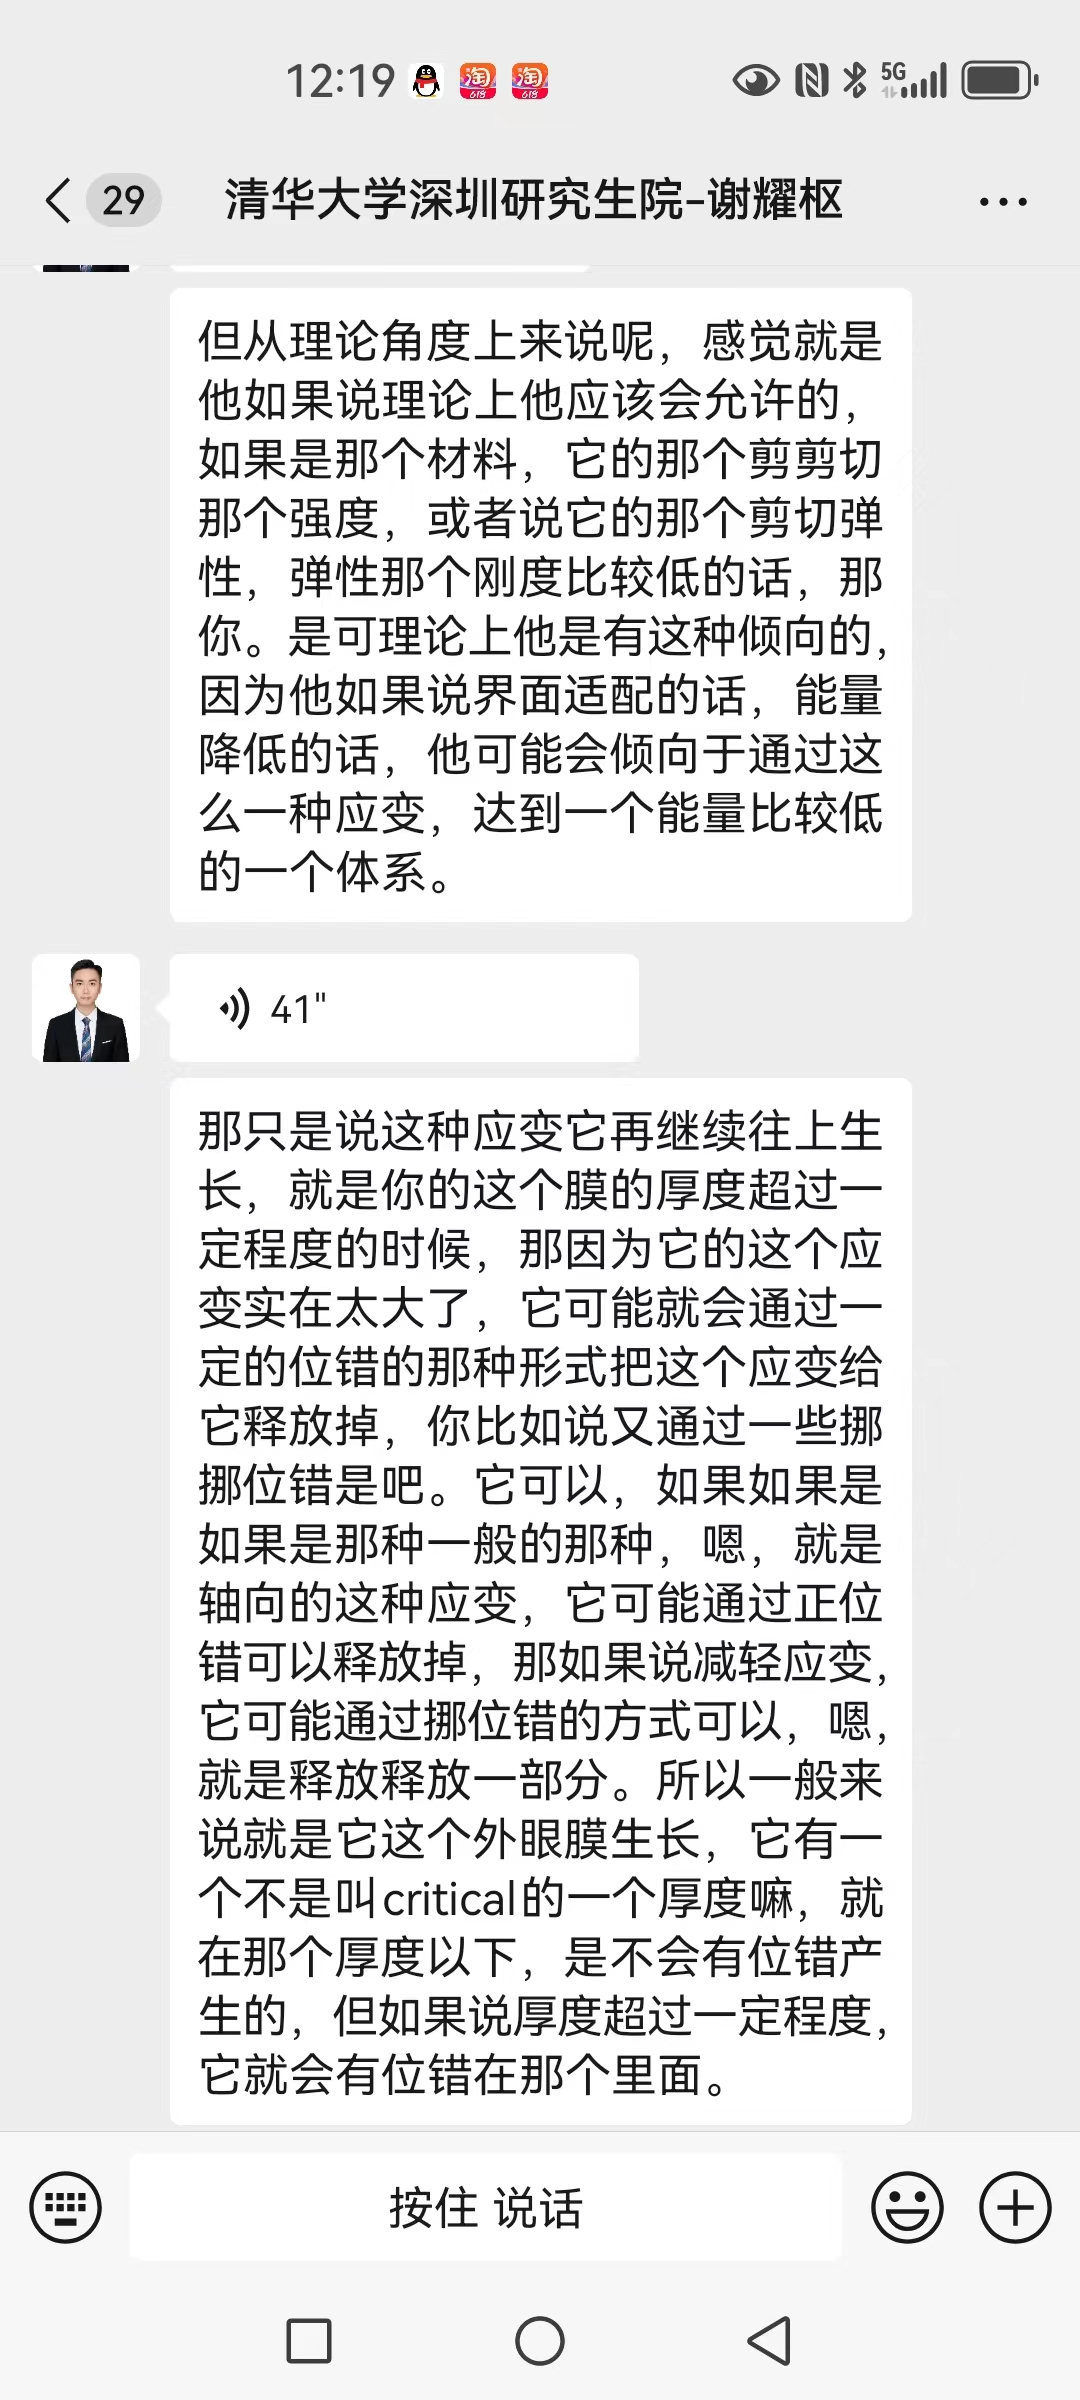 12:19
淘
618
淘
618
5G
29
清华大学深圳研究生院-谢耀枢
但从理论角度上来说呢，感觉就是
他如果说理论上他应该会允许的，
如果是那个材料，它的那个剪剪切
那个强度，或者说它的那个剪切弹
性，弹性那个刚度比较低的话，那
你。是可理论上他是有这种倾向的，
因为他如果说界面适配的话，能量
降低的话，他可能会倾向于通过这
么一种应变，达到一个能量比较低
的一个体系。
41"
那只是说这种应变它再继续往上生
长，就是你的这个膜的厚度超过一
定程度的时候，那因为它的这个应
变实在太大了，它可能就会通过一
定的位错的那种形式把这个应变给
它释放掉，你比如说又通过一些挪
挪位错是吧。它可以，如果如果是
如果是那种一般的那种，嗯，就是
轴向的这种应变，它可能通过正位
错可以释放掉，那如果说减轻应变，
它可能通过挪位错的方式可以，嗯，
就是释放释放一部分。所以一般来
说就是它这个外眼膜生长，它有一
个不是叫critical的一个厚度嘛，就
在那个厚度以下，是不会有位错产
生的，但如果说厚度超过一定程度，
它就会有位错在那个里面。
按住 说话